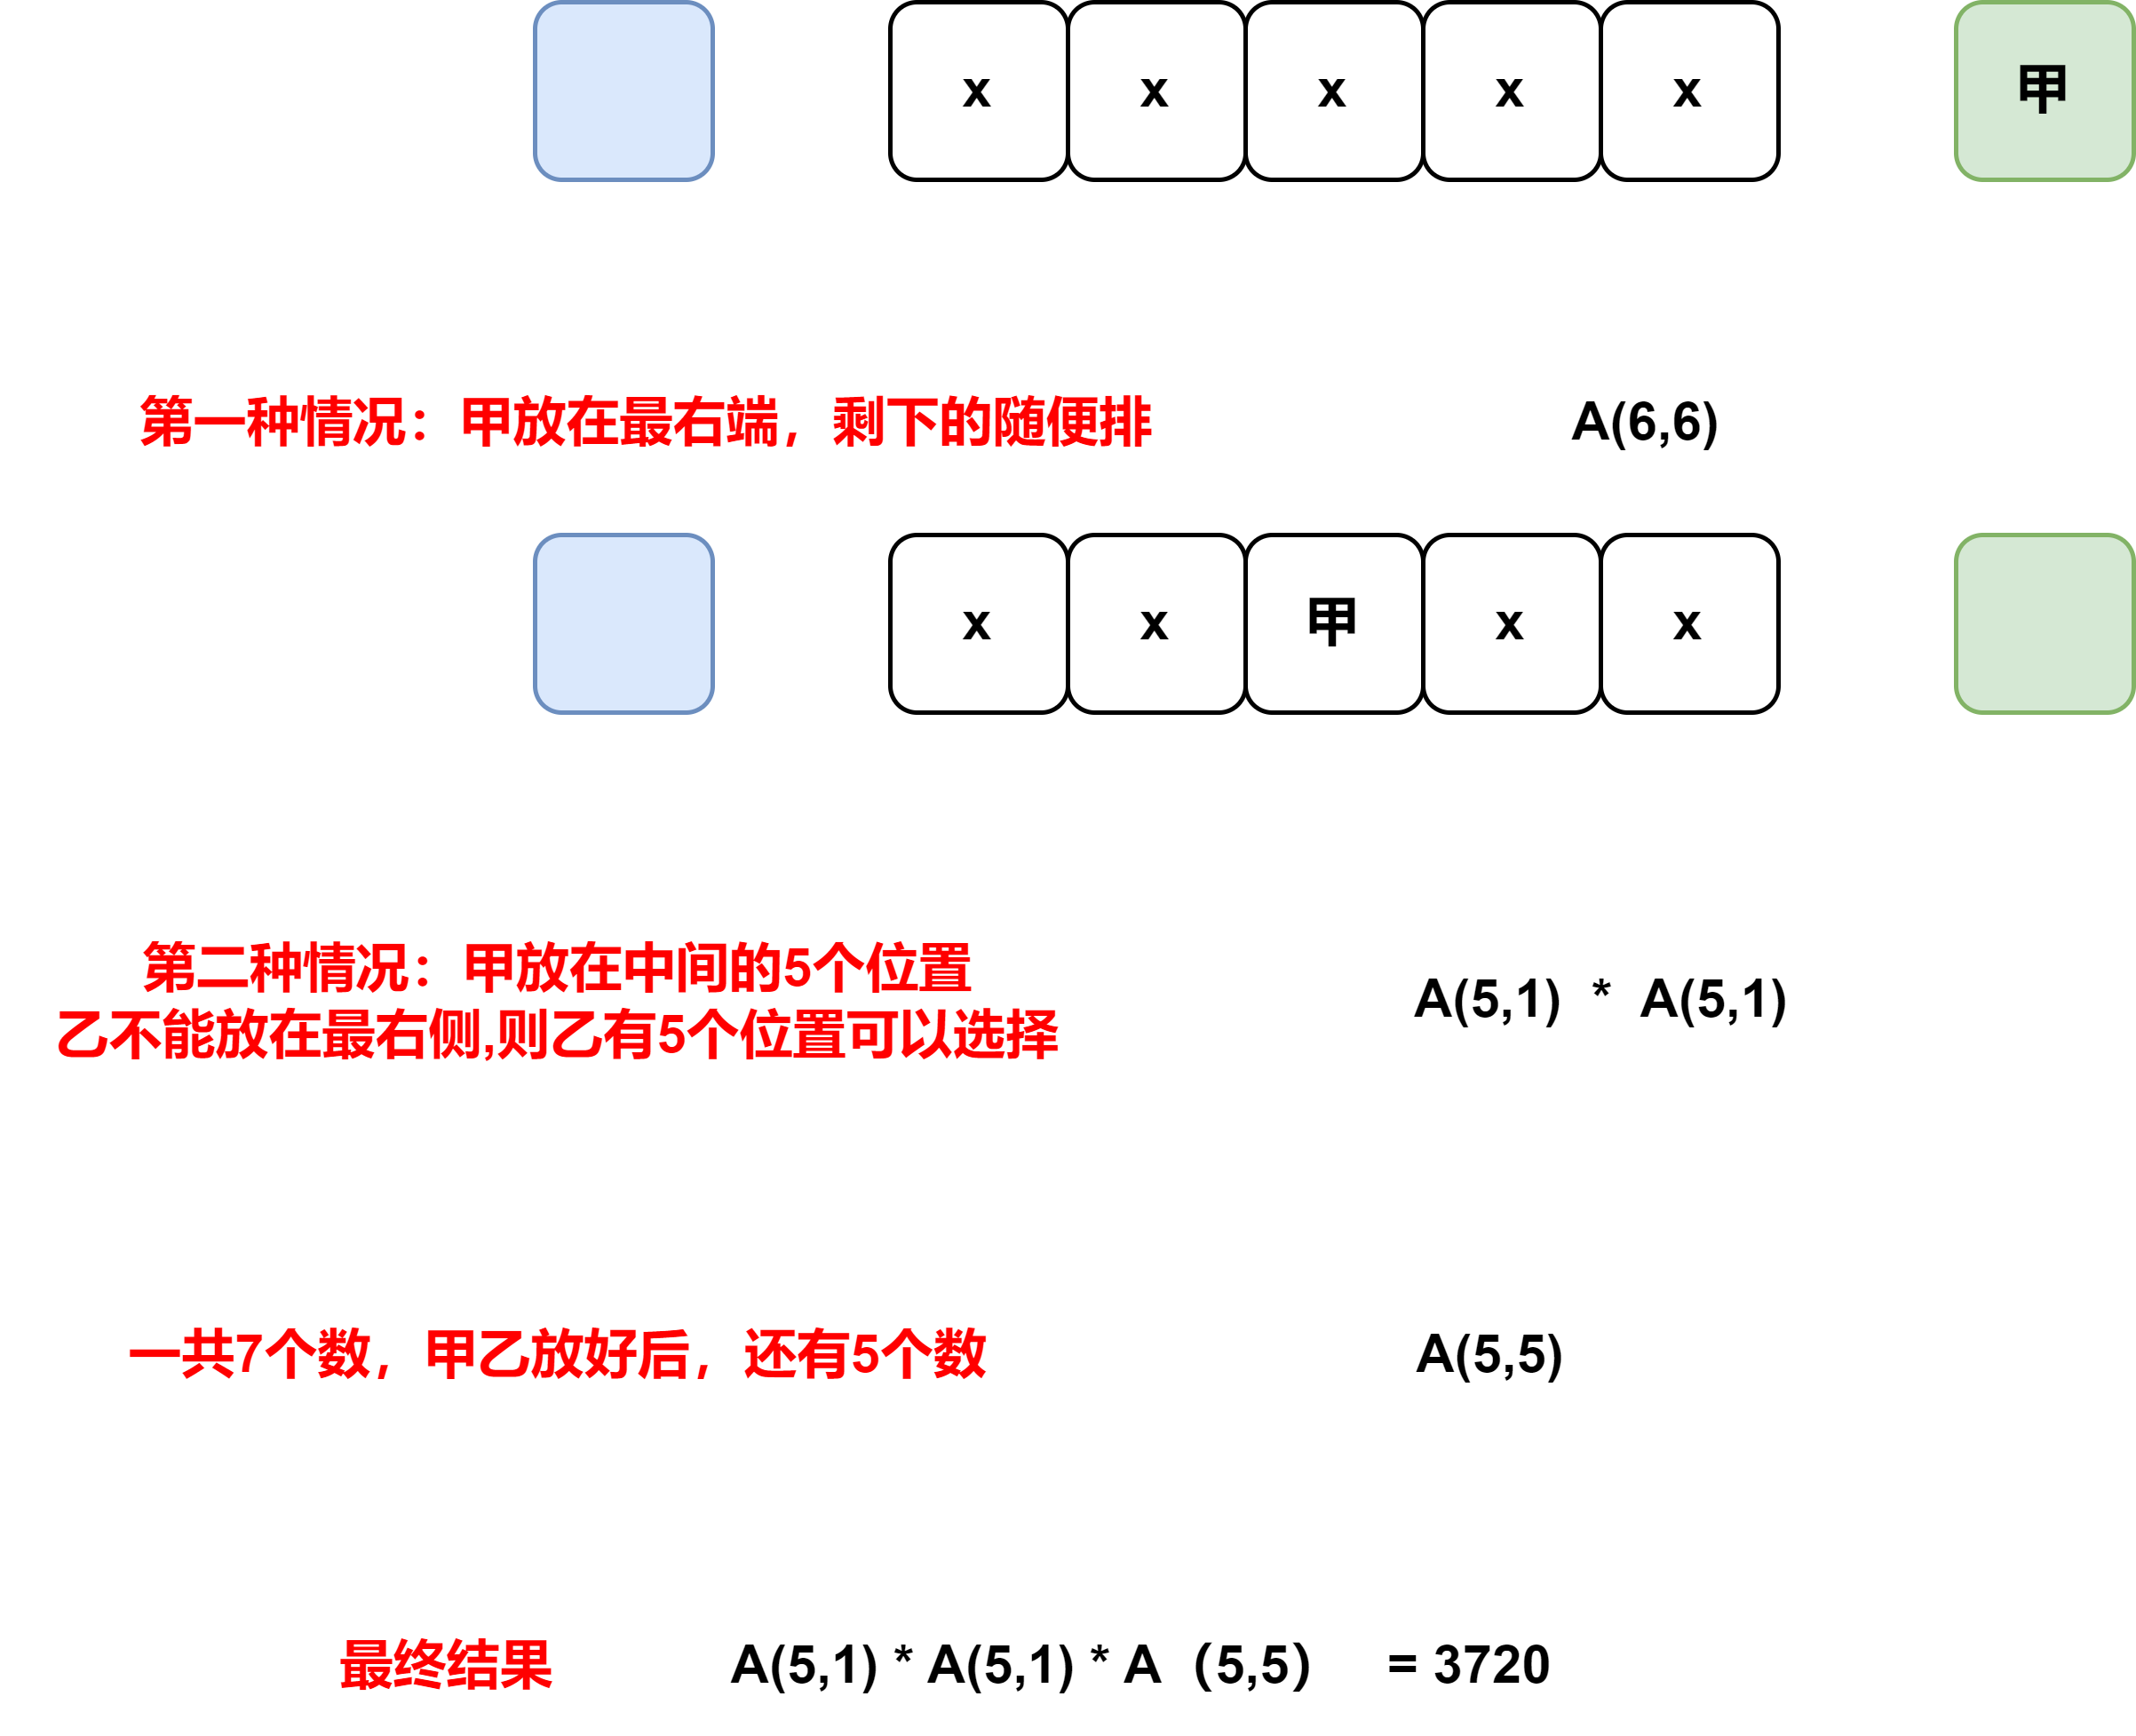 x x x x x 甲
第一种情况：甲放在最右端，剩下的随便排 A(6,6)
x x 甲 x x
第二种情况：甲放在中间的5个位置
乙不能放在最右侧,则乙有5个位置可以选择 A(5,1) * A(5,1)
一共7个数，甲乙放好后，还有5个数 A(5,5)
最终结果 A(5,1) * A(5,1) * A（5,5） = 3720